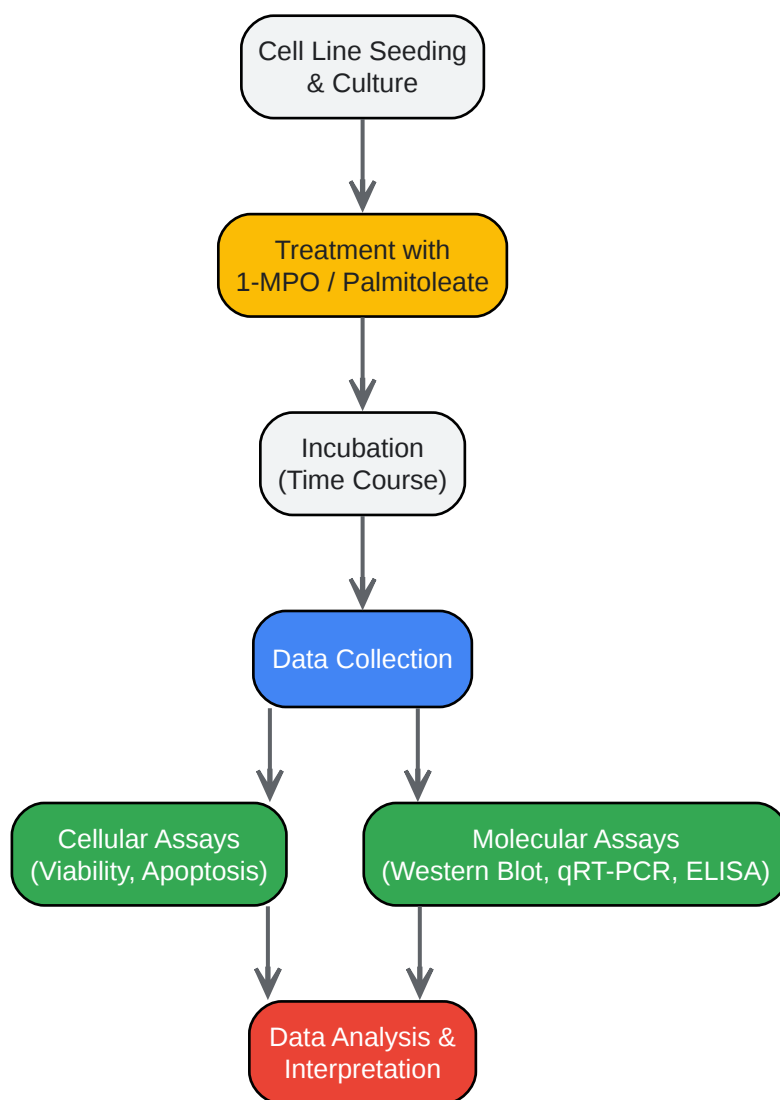 Cell Line Seeding
& Culture
Treatment with
1-MPO / Palmitoleate
Incubation
(Time Course)
Data Collection
Cellular Assays
(Viability, Apoptosis)
Molecular Assays
(Western Blot, qRT-PCR, ELISA)
Data Analysis &
Interpretation